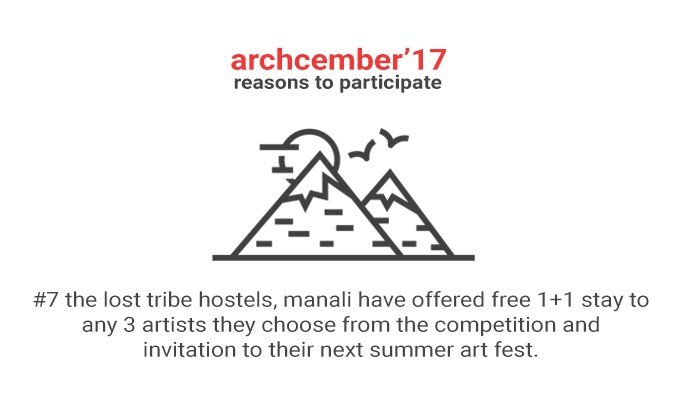 archcember’17
reasons to participate
#7 the lost tribe hostels, manali have offered free 1+1 stay to
any 3 artists they choose from the competition and
invitation to their next summer art fest.